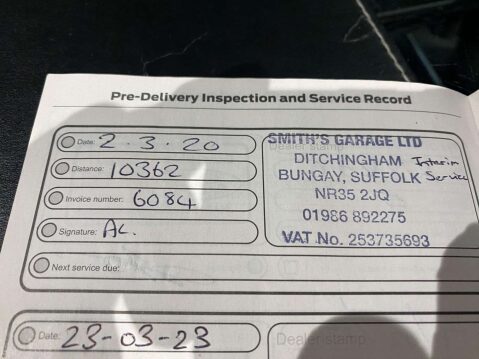 Pre-Delivery Inspection and Service Record
Date: 2.3.20
Distance: 10362
Invoice number: 6084
Signature: AL.
Next service due:
SMITH'S GARAGE LTD
DITCHINGHAM Interim
BUNGAY, SUFFOLK Service
NR35 2JQ
01986 892275
VAT No. 253735693
Date: 23-03-23
Dealer stamp